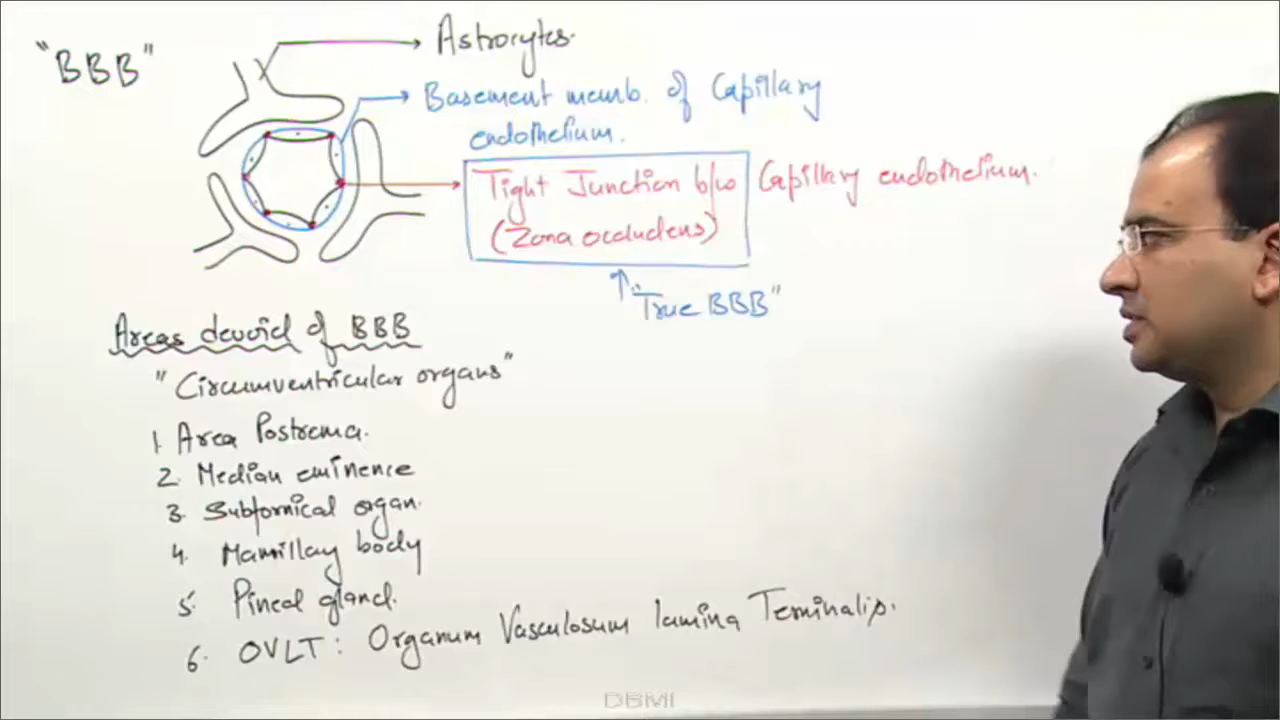 "BBB"
Astrocytes.
Basement memb. of Capillary
endothelium.
Tight Junction b/w Capillary endothelium.
(Zona occludens)
"True BBB"
Areas devoid of BBB
"Circumventricular organs"
1. Area Postrema.
2. Median eminence
3. Subfornical organ.
4. Mamillay body
5. Pineal gland.
6. OVLT: Organum Vasculosum lamina Terminalis.
DBMI